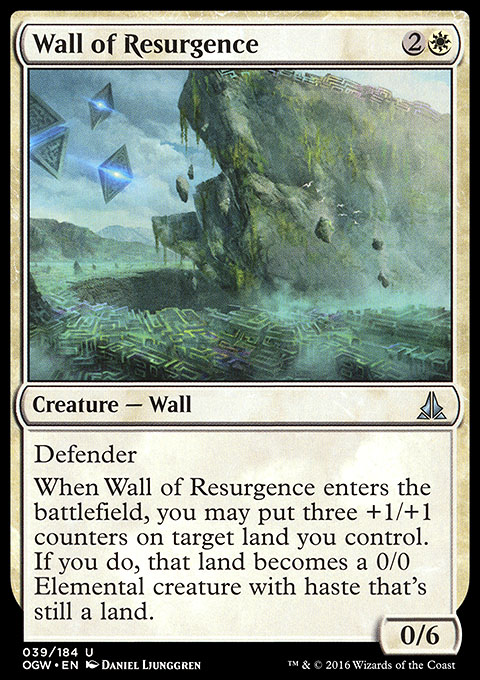 Wall of Resurgence 2
Creature — Wall
Defender
When Wall of Resurgence enters the
battlefield, you may put three +1/+1
counters on target land you control.
If you do, that land becomes a 0/0
Elemental creature with haste that's
still a land.
0/6
039/184 U
OGW • EN Daniel Ljunggren
™ & © 2016 Wizards of the Coast